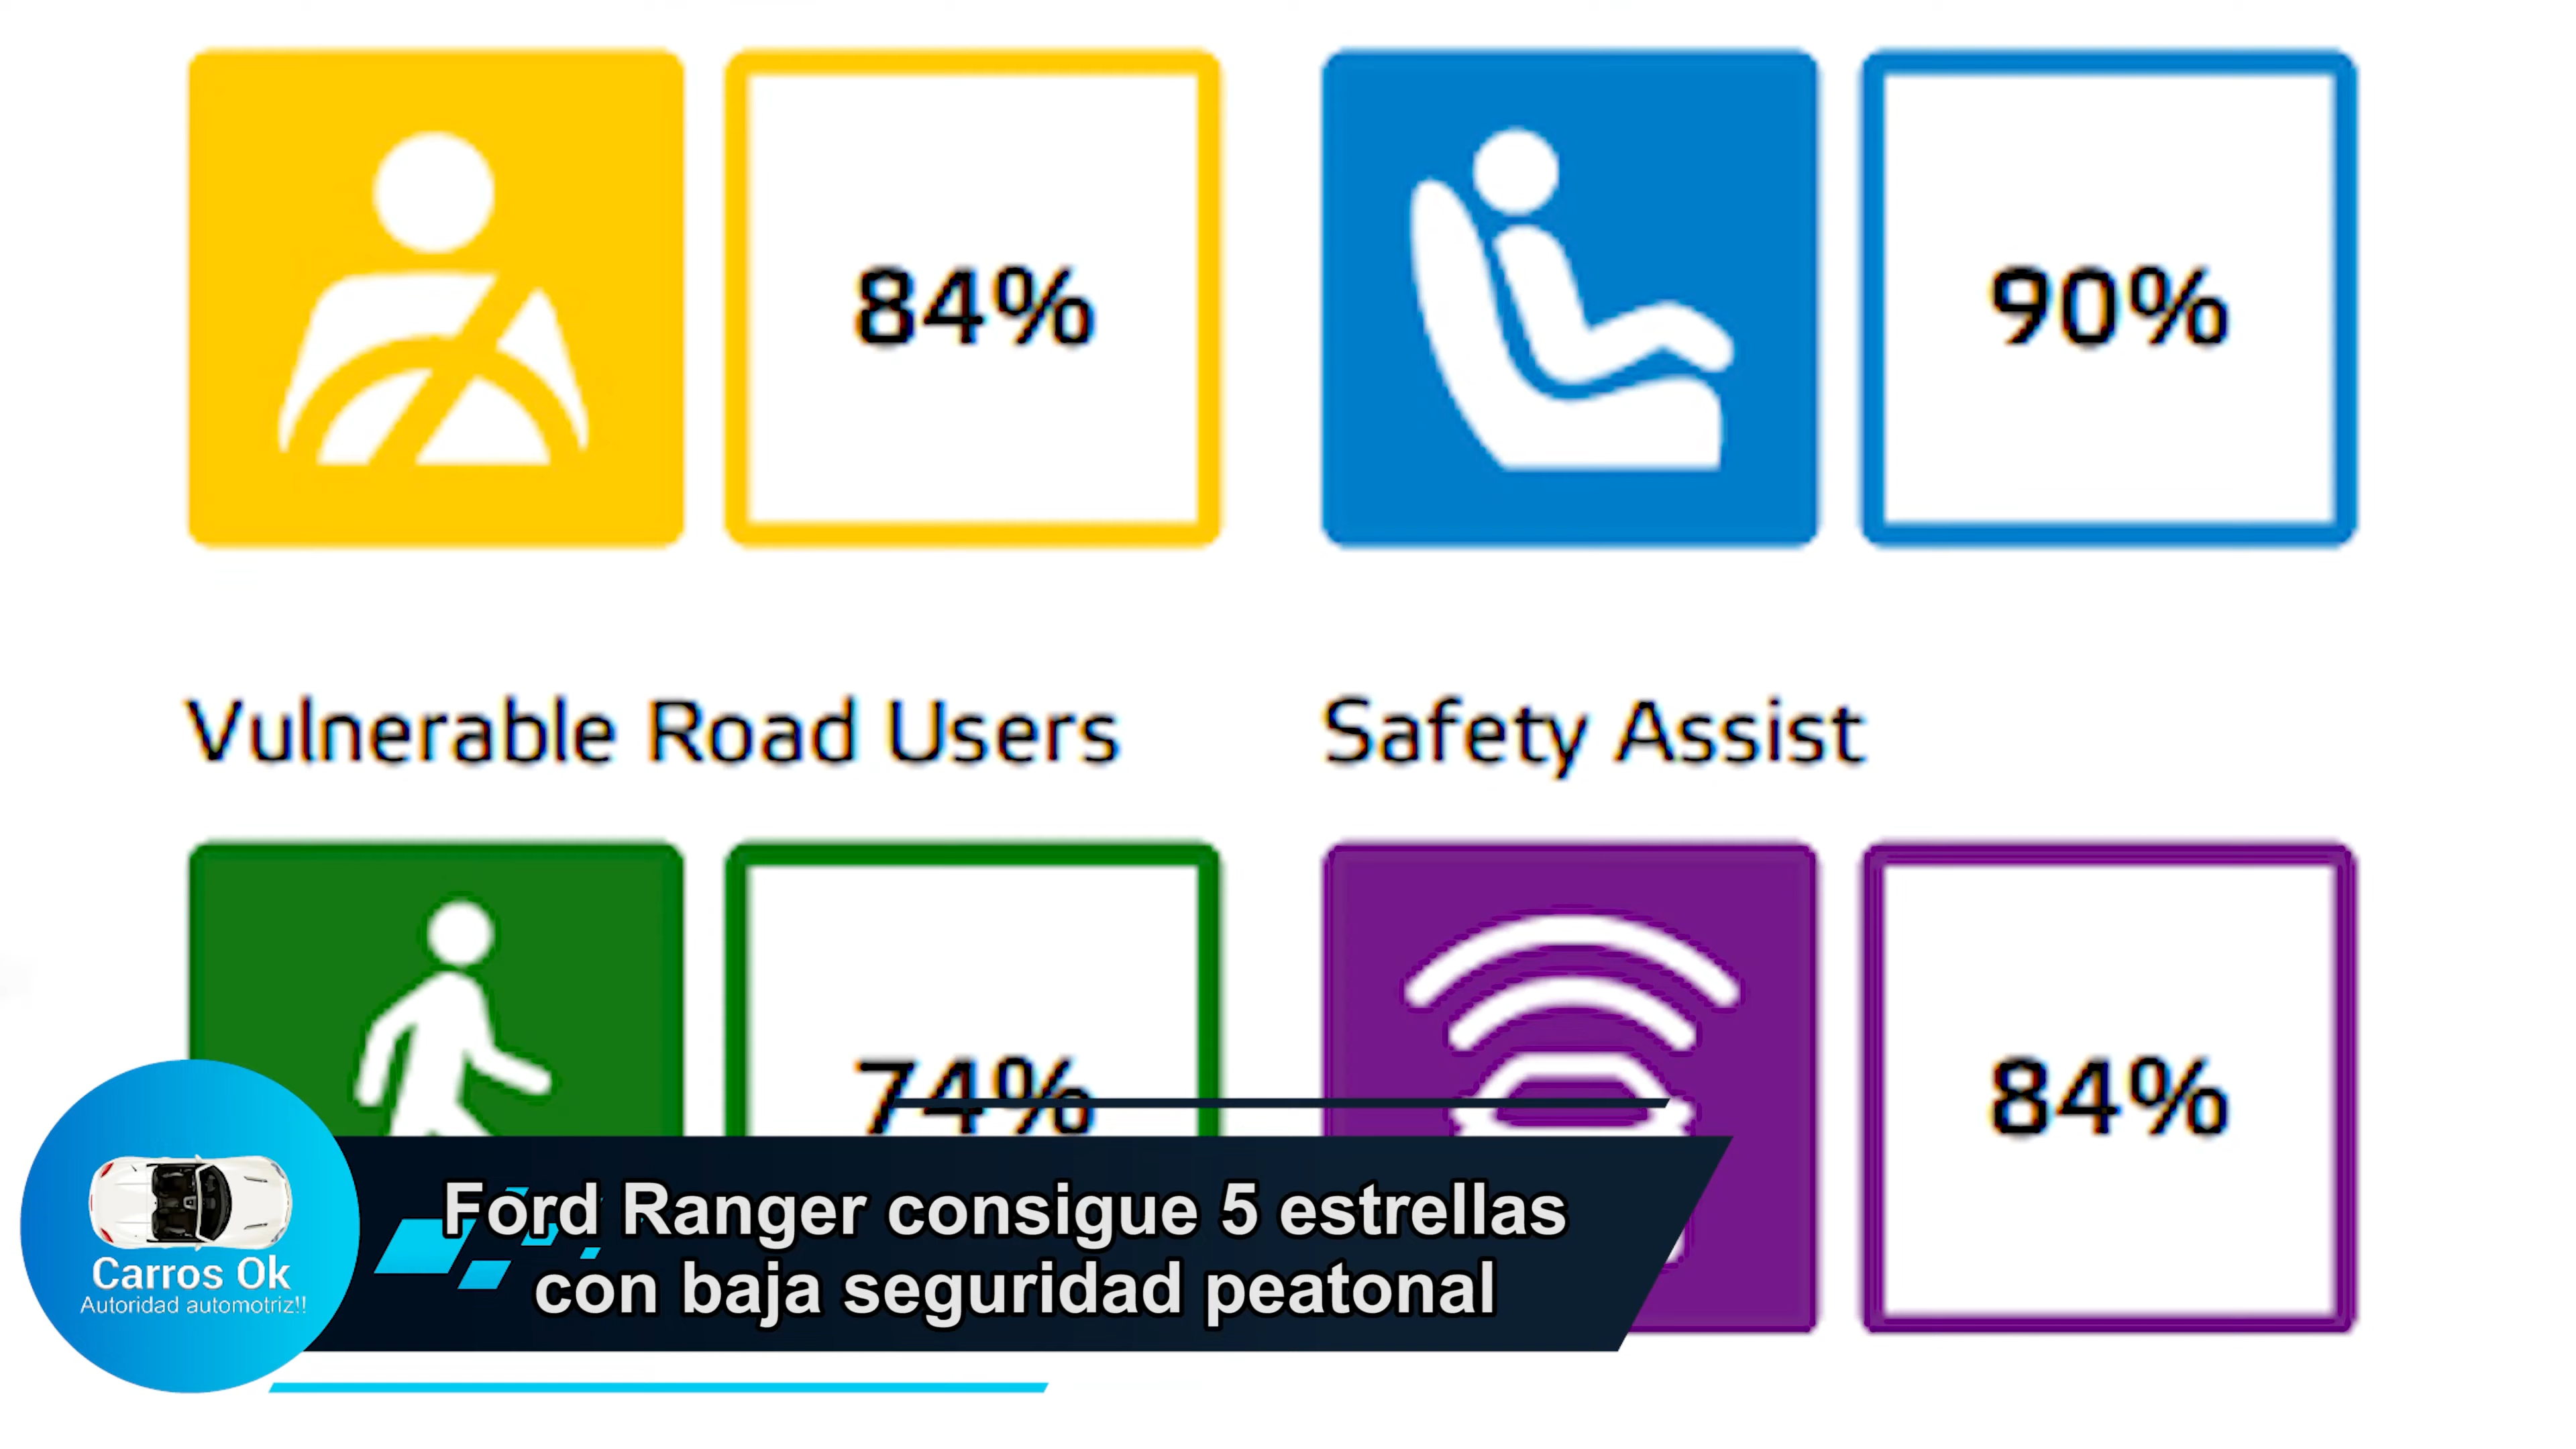 84%
90%
Vulnerable Road Users
Safety Assist
74%
84%
Ford Ranger consigue 5 estrellas
con baja seguridad peatonal
Carros Ok
Autoridad automotriz!!